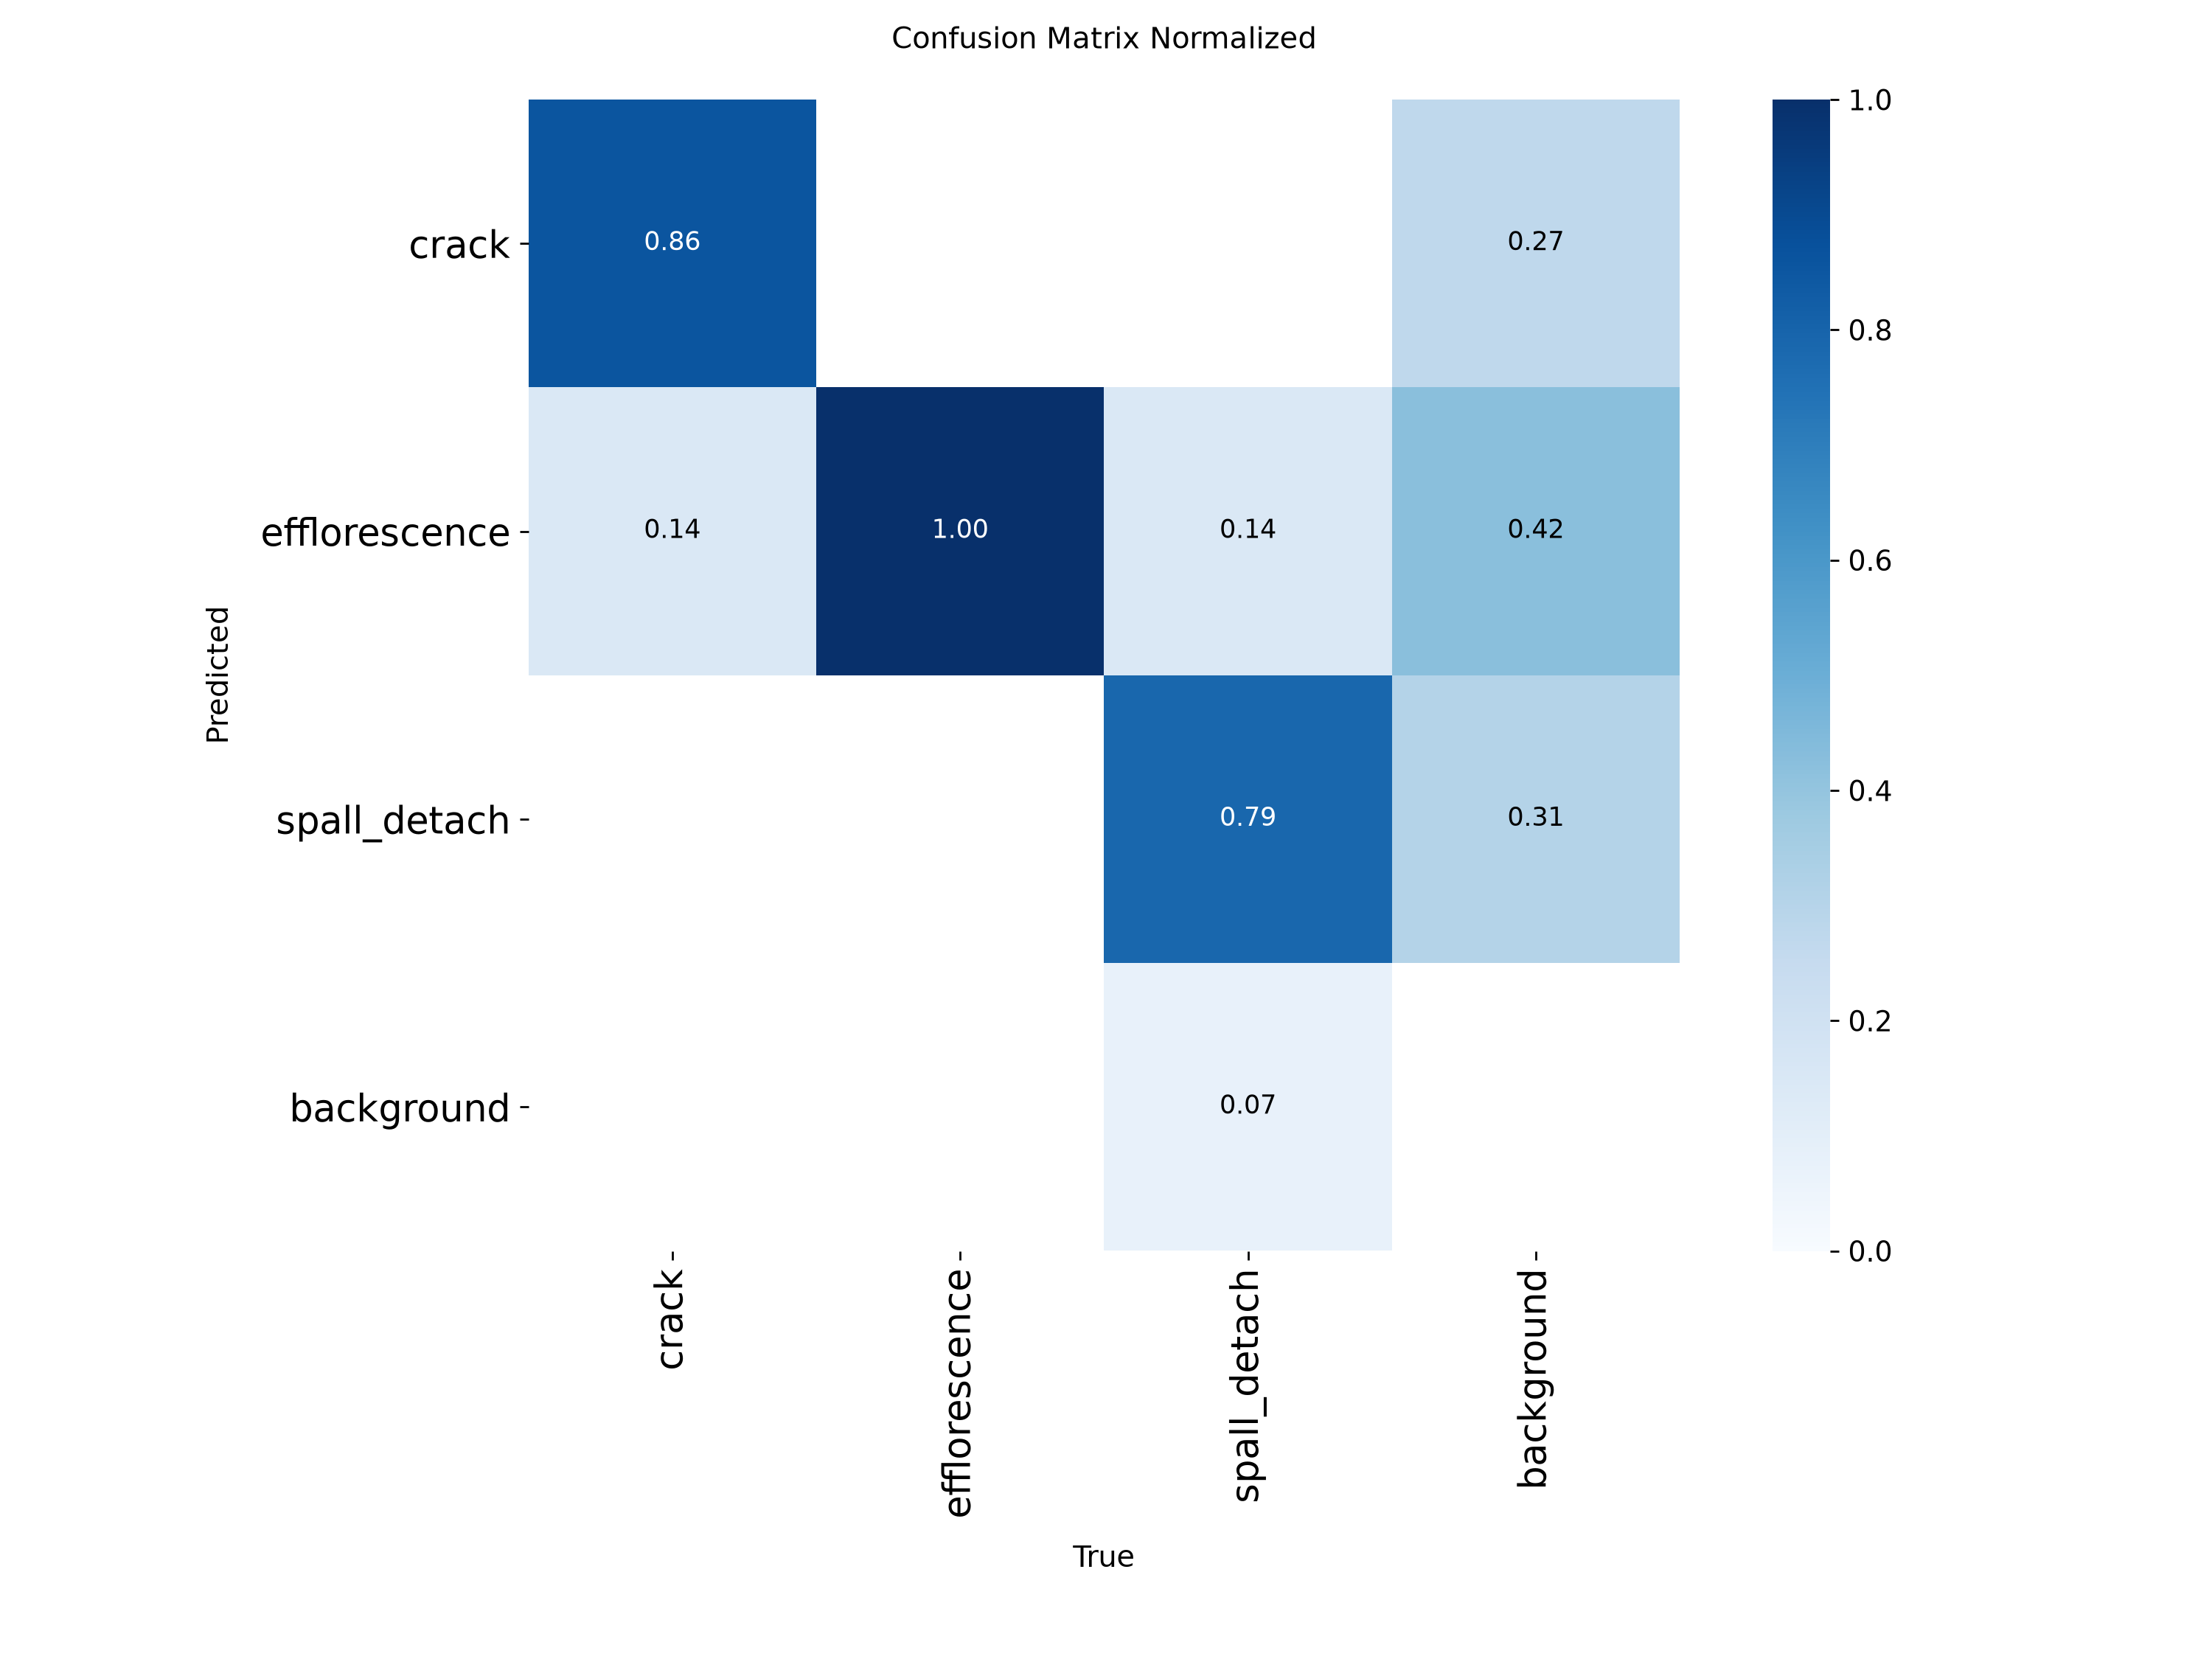 Confusion Matrix Normalized
crack
0.86
0.27
efflorescence
0.14
1.00
0.14
0.42
spall_detach
0.79
0.31
background
0.07
Predicted
crack
efflorescence
spall_detach
background
True
1.0
0.8
0.6
0.4
0.2
0.0